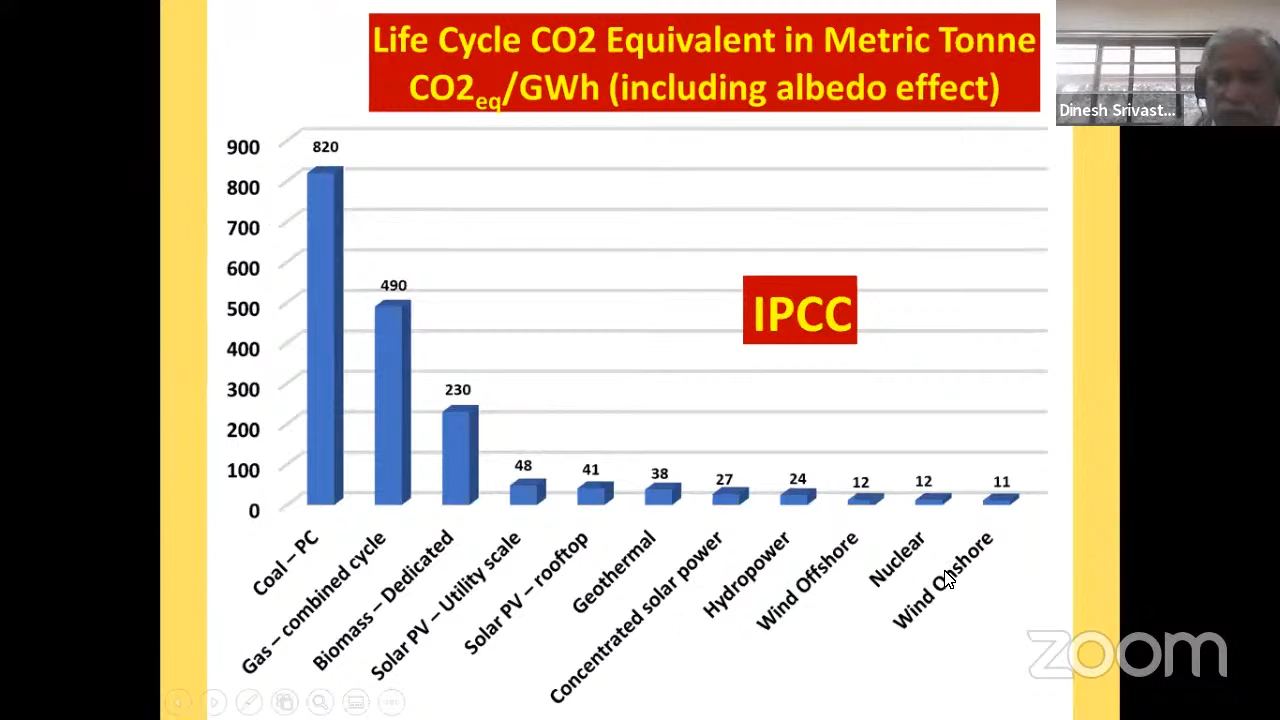 Life Cycle CO2 Equivalent in Metric Tonne
CO2eq/GWh (including albedo effect)
Dinesh Srivast...
900
800
700
600
500
400
300
200
100
0
820
490
230
48
41
38
27
24
12
12
11
IPCC
Coal – PC
Gas – combined cycle
Biomass – Dedicated
Solar PV – Utility scale
Solar PV – rooftop
Geothermal
Concentrated solar power
Hydropower
Wind Offshore
Nuclear
Wind Onshore
zoom